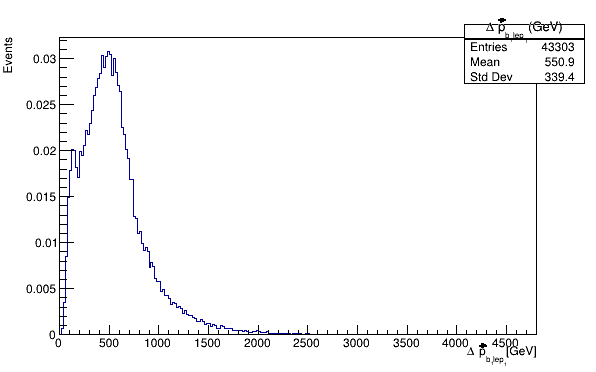 Δ p⃗ b,lep₁ (GeV)
Entries 43303
Mean 550.9
Std Dev 339.4
Events
0.03
0.025
0.02
0.015
0.01
0.005
0
0 500 1000 1500 2000 2500 3000 3500 4000 4500
Δ p⃗ b₁lep₁ [GeV]